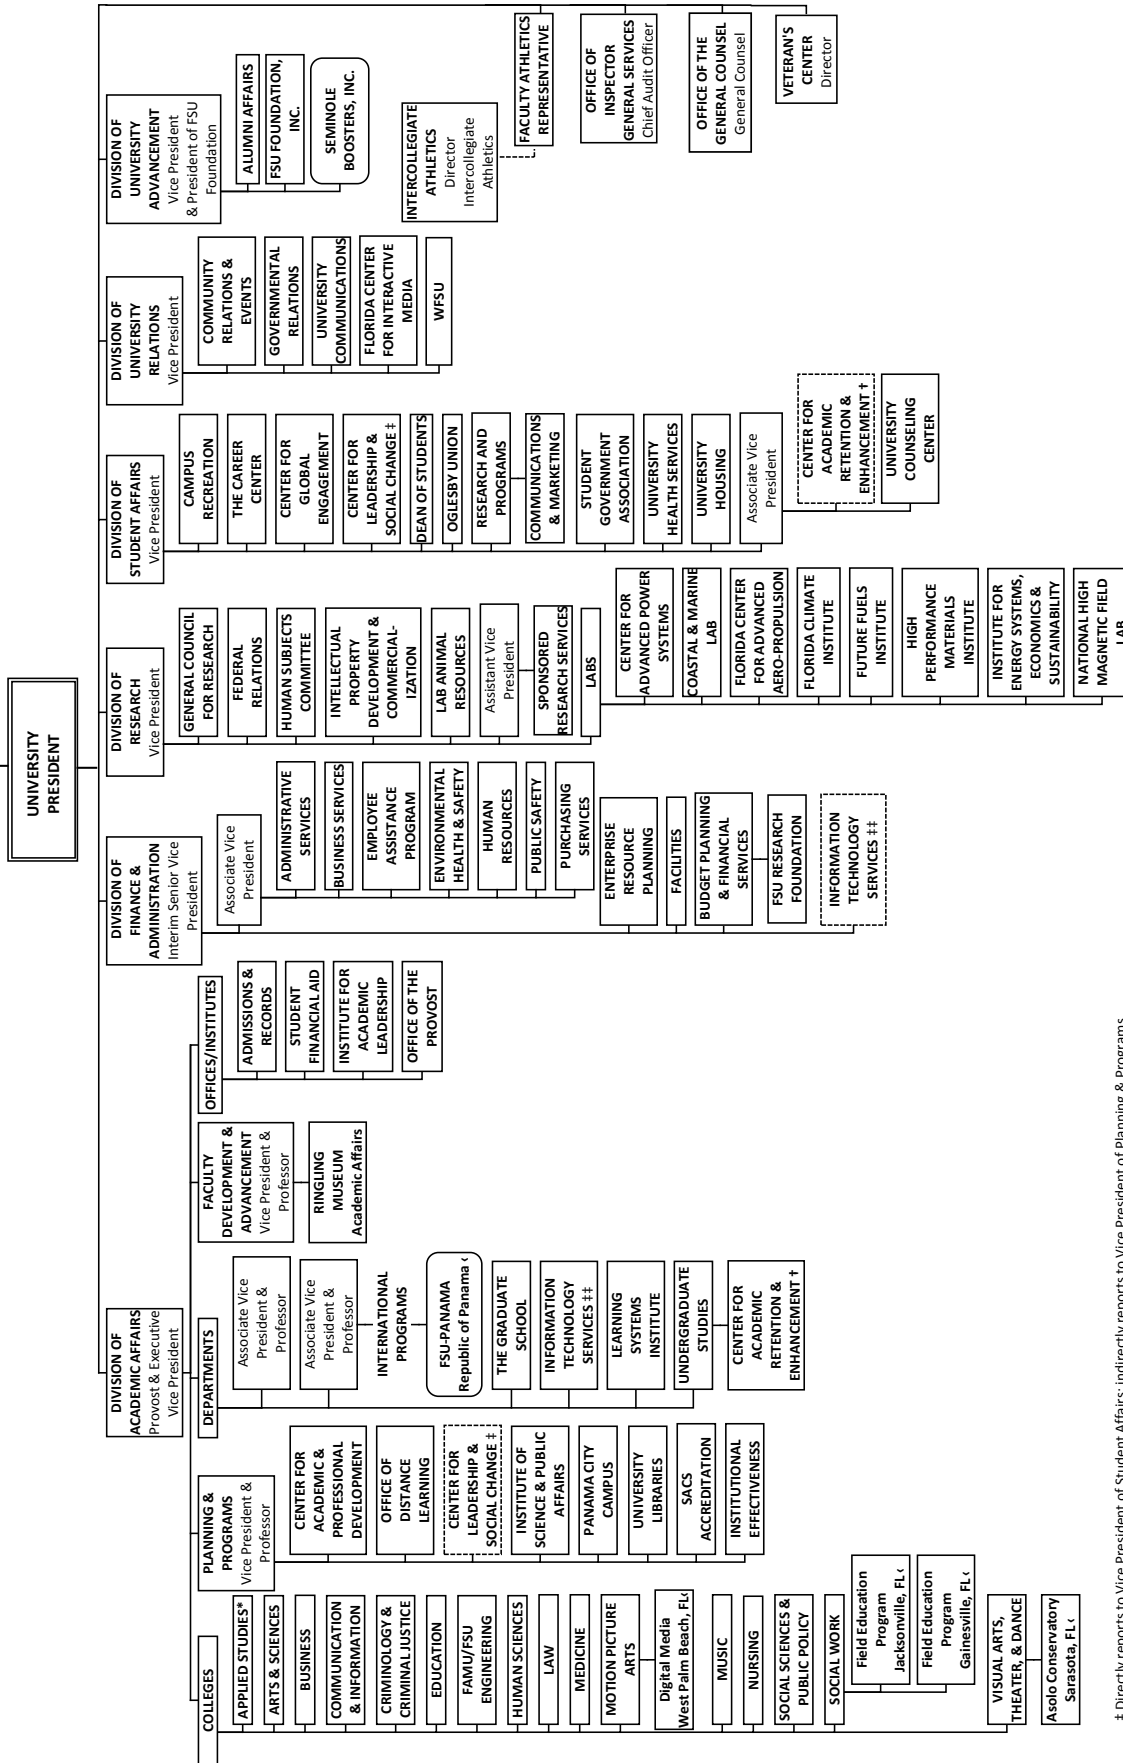 UNIVERSITY
PRESIDENT
DIVISION OF
ACADEMIC AFFAIRS
Provost & Executive
Vice President
COLLEGES
APPLIED STUDIES*
ARTS & SCIENCES
BUSINESS
COMMUNICATION
& INFORMATION
CRIMINOLOGY &
CRIMINAL JUSTICE
EDUCATION
FAMU/FSU
ENGINEERING
HUMAN SCIENCES
LAW
MEDICINE
MOTION PICTURE
ARTS
Digital Media
West Palm Beach, FL‹
MUSIC
NURSING
SOCIAL SCIENCES &
PUBLIC POLICY
SOCIAL WORK
Field Education
Program
Jacksonville, FL ‹
Field Education
Program
Gainesville, FL ‹
VISUAL ARTS,
THEATER, & DANCE
Asolo Conservatory
Sarasota, FL ‹
PLANNING &
PROGRAMS
Vice President &
Professor
CENTER FOR
ACADEMIC &
PROFESSIONAL
DEVELOPMENT
OFFICE OF
DISTANCE
LEARNING
CENTER FOR
LEADERSHIP &
SOCIAL CHANGE ‡
INSTITUTE OF
SCIENCE & PUBLIC
AFFAIRS
PANAMA CITY
CAMPUS
UNIVERSITY
LIBRARIES
SACS
ACCREDITATION
INSTITUTIONAL
EFFECTIVENESS
DEPARTMENTS
Associate Vice
President &
Professor
Associate Vice
President &
Professor
INTERNATIONAL
PROGRAMS
FSU-PANAMA
Republic of Panama ‹
THE GRADUATE
SCHOOL
INFORMATION
TECHNOLOGY
SERVICES ‡‡
LEARNING
SYSTEMS
INSTITUTE
UNDERGRADUATE
STUDIES
CENTER FOR
ACADEMIC
RETENTION &
ENHANCEMENT †
FACULTY
DEVELOPMENT &
ADVANCEMENT
Vice President &
Professor
RINGLING
MUSEUM
Academic Affairs
OFFICES/INSTITUTES
ADMISSIONS &
RECORDS
STUDENT
FINANCIAL AID
INSTITUTE FOR
ACADEMIC
LEADERSHIP
OFFICE OF THE
PROVOST
DIVISION OF
FINANCE &
ADMINISTRATION
Interim Senior Vice
President
Associate Vice
President
ADMINISTRATIVE
SERVICES
BUSINESS SERVICES
EMPLOYEE
ASSISTANCE
PROGRAM
ENVIRONMENTAL
HEALTH & SAFETY
HUMAN
RESOURCES
PUBLIC SAFETY
PURCHASING
SERVICES
ENTERPRISE
RESOURCE
PLANNING
FACILITIES
BUDGET PLANNING
& FINANCIAL
SERVICES
FSU RESEARCH
FOUNDATION
INFORMATION
TECHNOLOGY
SERVICES ‡‡
DIVISION OF
RESEARCH
Vice President
GENERAL COUNCIL
FOR RESEARCH
FEDERAL
RELATIONS
HUMAN SUBJECTS
COMMITTEE
INTELLECTUAL
PROPERTY
DEVELOPMENT &
COMMERCIAL-
IZATION
LAB ANIMAL
RESOURCES
Assistant Vice
President
SPONSORED
RESEARCH SERVICES
LABS
CENTER FOR
ADVANCED POWER
SYSTEMS
COASTAL & MARINE
LAB
FLORIDA CENTER
FOR ADVANCED
AERO-PROPULSION
FLORIDA CLIMATE
INSTITUTE
FUTURE FUELS
INSTITUTE
HIGH
PERFORMANCE
MATERIALS
INSTITUTE
INSTITUTE FOR
ENERGY SYSTEMS,
ECONOMICS &
SUSTAINABILITY
NATIONAL HIGH
MAGNETIC FIELD
LAB
DIVISION OF
STUDENT AFFAIRS
Vice President
CAMPUS
RECREATION
THE CAREER
CENTER
CENTER FOR
GLOBAL
ENGAGEMENT
CENTER FOR
LEADERSHIP &
SOCIAL CHANGE ‡
DEAN OF STUDENTS
OGLESBY UNION
RESEARCH AND
PROGRAMS
COMMUNICATIONS
& MARKETING
STUDENT
GOVERNMENT
ASSOCIATION
UNIVERSITY
HEALTH SERVICES
UNIVERSITY
HOUSING
Associate Vice
President
CENTER FOR
ACADEMIC
RETENTION &
ENHANCEMENT †
UNIVERSITY
COUNSELING
CENTER
DIVISION OF
UNIVERSITY
RELATIONS
Vice President
COMMUNITY
RELATIONS &
EVENTS
GOVERNMENTAL
RELATIONS
UNIVERSITY
COMMUNICATIONS
FLORIDA CENTER
FOR INTERACTIVE
MEDIA
WFSU
DIVISION OF
UNIVERSITY
ADVANCEMENT
Vice President
& President of FSU
Foundation
ALUMNI AFFAIRS
FSU FOUNDATION,
INC.
SEMINOLE
BOOSTERS, INC.
INTERCOLLEGIATE
ATHLETICS
Director
Intercollegiate
Athletics
FACULTY ATHLETICS
REPRESENTATIVE
OFFICE OF
INSPECTOR
GENERAL SERVICES
Chief Audit Officer
OFFICE OF THE
GENERAL COUNSEL
General Counsel
VETERAN'S
CENTER
Director
‡ Directly reports to Vice President of Student Affairs; indirectly reports to Vice President of Planning & Programs